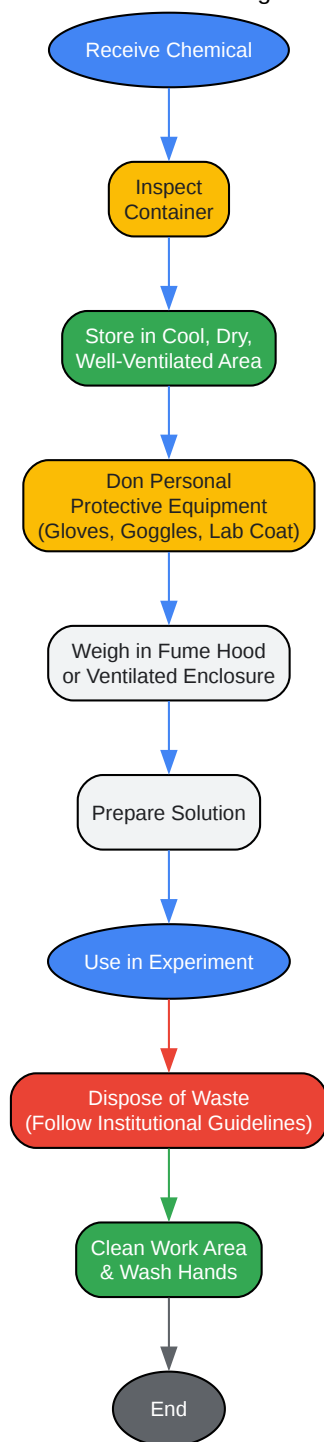 Receive Chemical
Inspect
Container
Store in Cool, Dry,
Well-Ventilated Area
Don Personal
Protective Equipment
(Gloves, Goggles, Lab Coat)
Weigh in Fume Hood
or Ventilated Enclosure
Prepare Solution
Use in Experiment
Dispose of Waste
(Follow Institutional Guidelines)
Clean Work Area
& Wash Hands
End